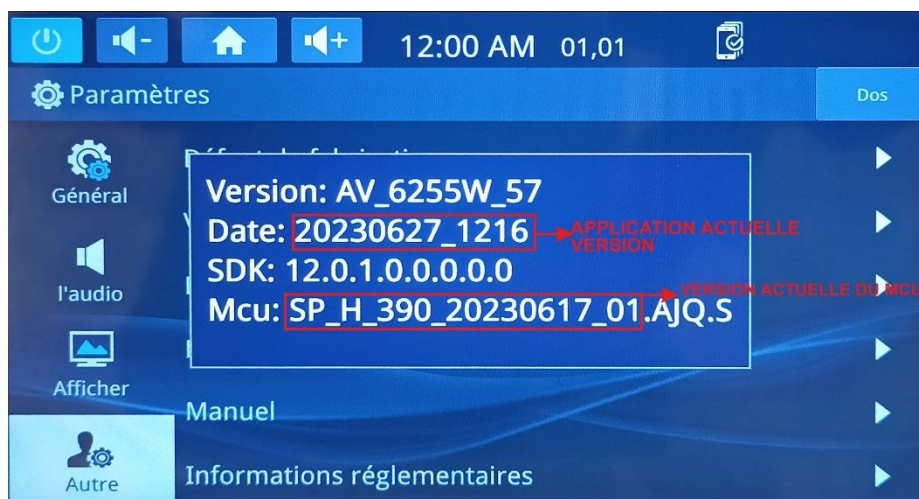 12:00 AM 01,01
Paramètres
Dos
Général
Version: AV_6255W_57
Date: 20230627_1216
APPLICATION ACTUELLE
VERSION
SDK: 12.0.1.0.0.0.0.0
Mcu: SP_H_390_20230617_01.AJQ.S
VERSION ACTUELLE DU MCU
l'audio
Afficher
Manuel
Autre
Informations réglementaires